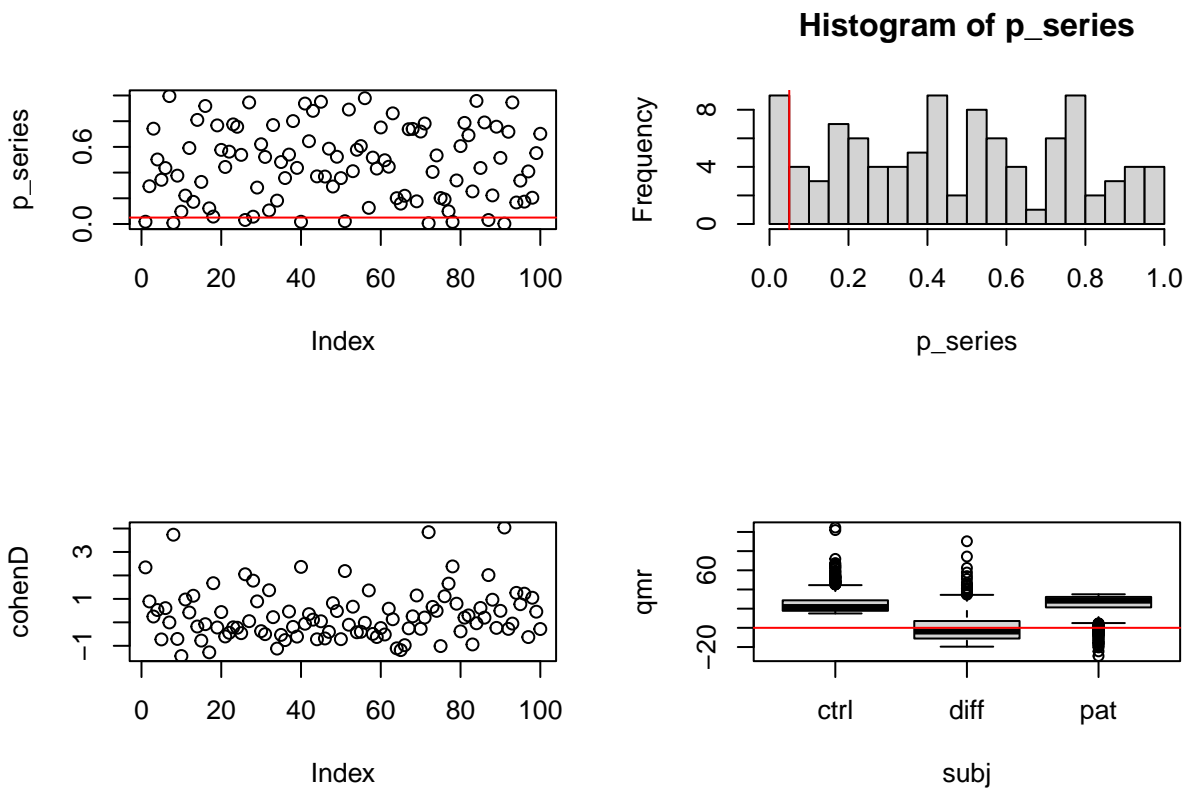 p_series
0.0 0.6
0 20 40 60 80 100
Index
Histogram of p_series
Frequency
0 4 8
0.0 0.2 0.4 0.6 0.8 1.0
p_series
cohenD
−1 1 3
0 20 40 60 80 100
Index
qmr
−20 60
ctrl diff pat
subj